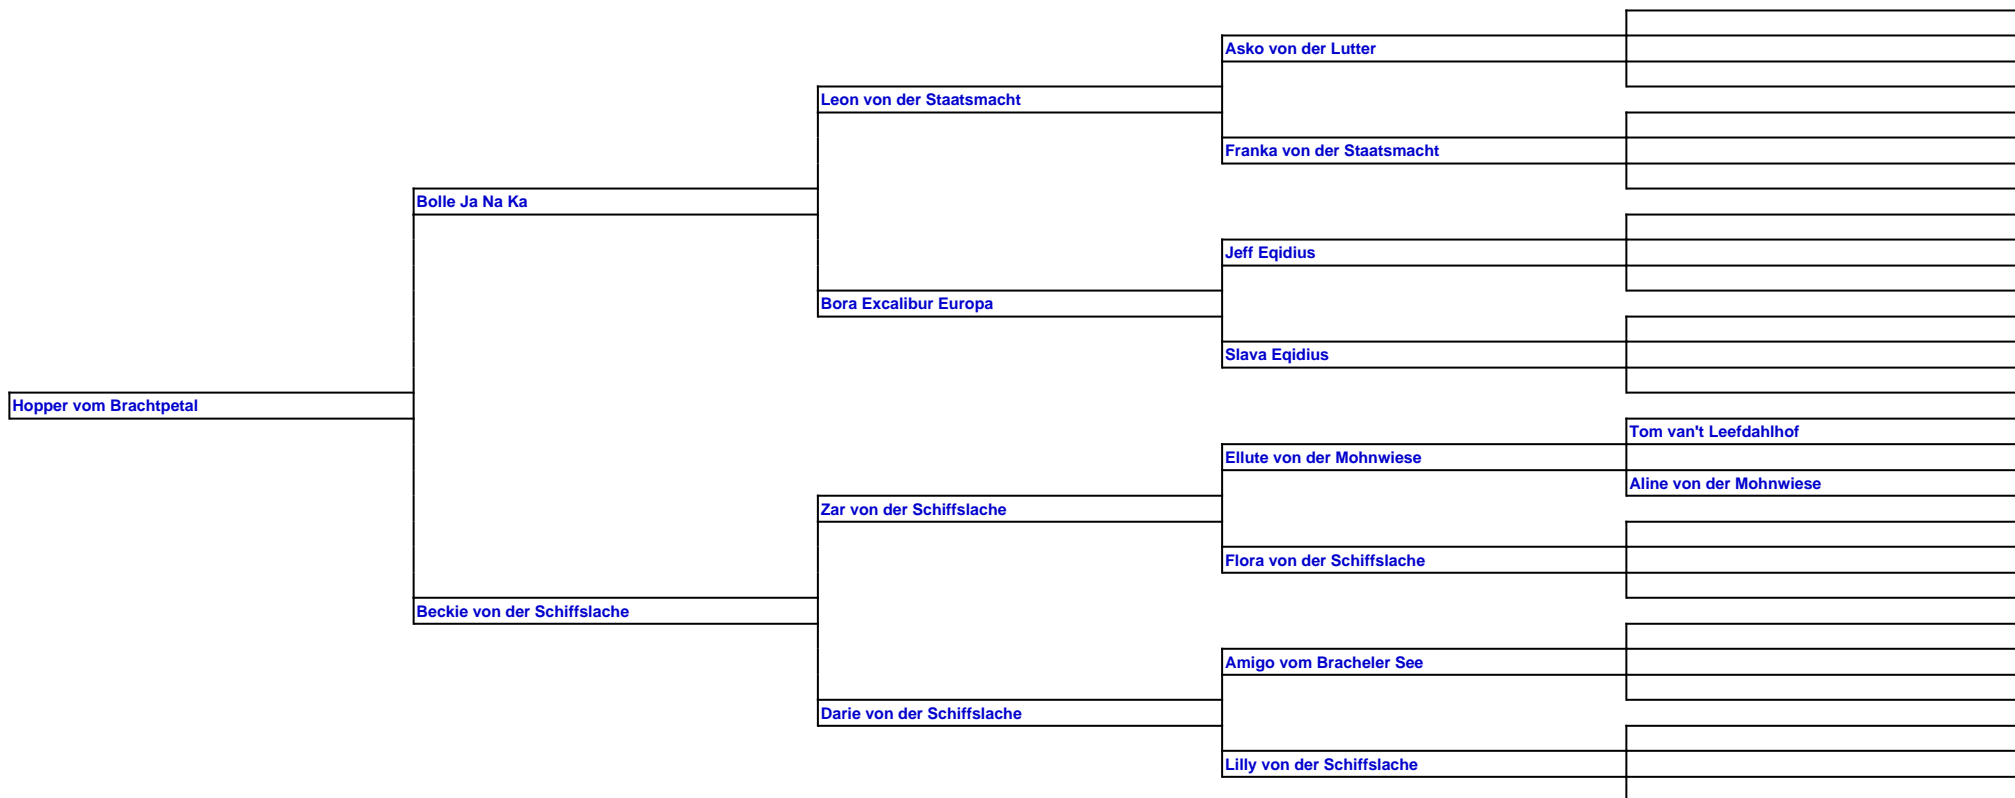 Asko von der Lutter
Leon von der Staatsmacht
Franka von der Staatsmacht
Bolle Ja Na Ka
Jeff Eqidius
Bora Excalibur Europa
Slava Eqidius
Hopper vom Brachtpetal
Tom van't Leefdahlhof
Ellute von der Mohnwiese
Aline von der Mohnwiese
Zar von der Schiffslache
Flora von der Schiffslache
Beckie von der Schiffslache
Amigo vom Bracheler See
Darie von der Schiffslache
Lilly von der Schiffslache